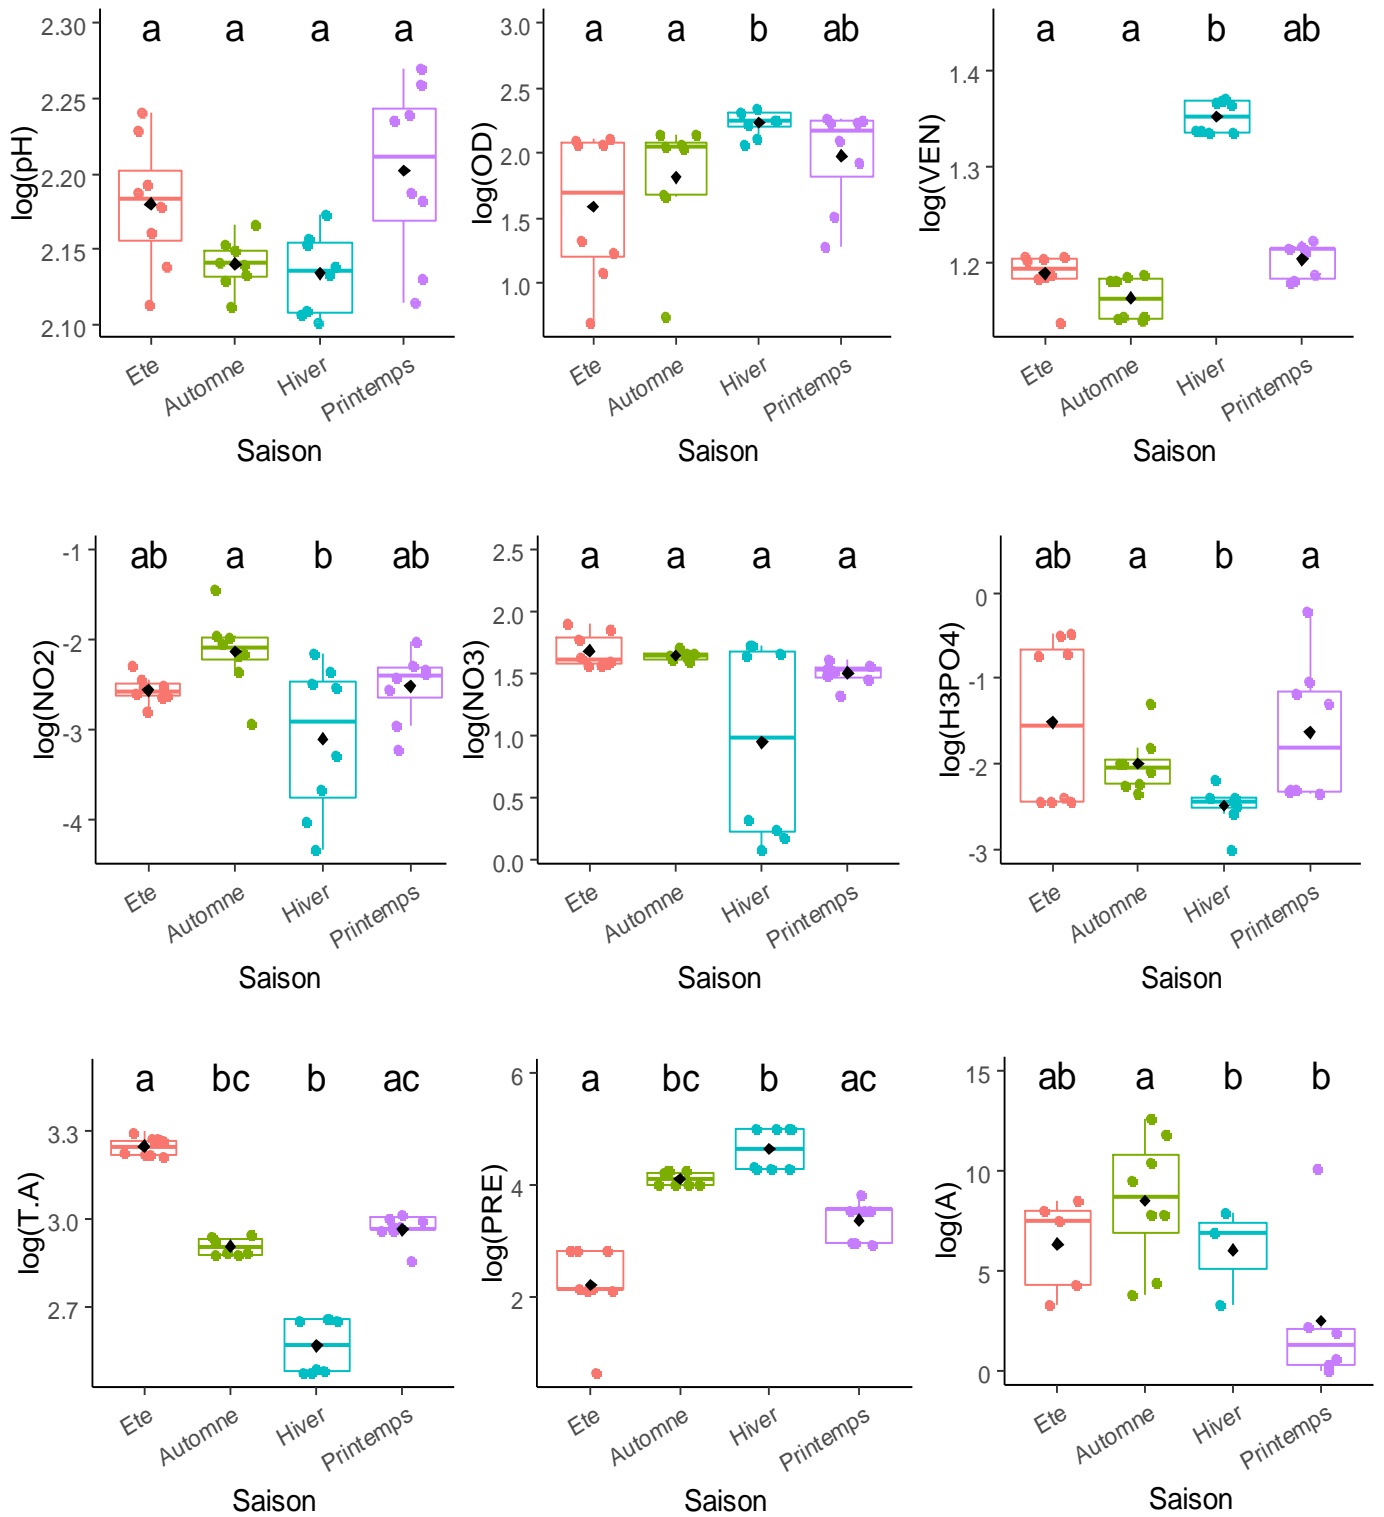 log(pH)
2.30
2.25
2.20
2.15
2.10
a a a a
Ete Automne Hiver Printemps
Saison
log(OD)
3.0
2.5
2.0
1.5
1.0
a a b ab
Ete Automne Hiver Printemps
Saison
log(VEN)
1.4
1.3
1.2
a a b ab
Ete Automne Hiver Printemps
Saison
log(NO2)
-1
-2
-3
-4
ab a b ab
Ete Automne Hiver Printemps
Saison
log(NO3)
2.5
2.0
1.5
1.0
0.5
0.0
a a a a
Ete Automne Hiver Printemps
Saison
log(H3PO4)
0
-1
-2
-3
ab a b a
Ete Automne Hiver Printemps
Saison
log(T.A)
3.3
3.0
2.7
a bc b ac
Ete Automne Hiver Printemps
Saison
log(PRE)
6
4
2
a bc b ac
Ete Automne Hiver Printemps
Saison
log(A)
15
10
5
0
ab a b b
Ete Automne Hiver Printemps
Saison